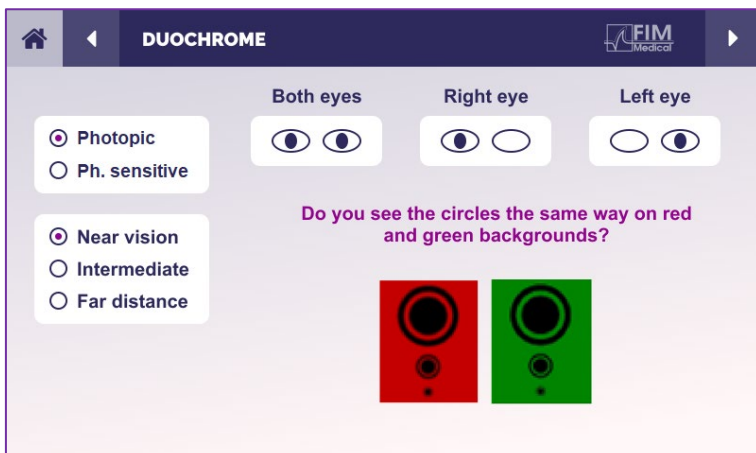 DUOCHROME
FIM
Medical
Both eyes
Right eye
Left eye
Photopic
Ph. sensitive
Near vision
Intermediate
Far distance
Do you see the circles the same way on red
and green backgrounds?